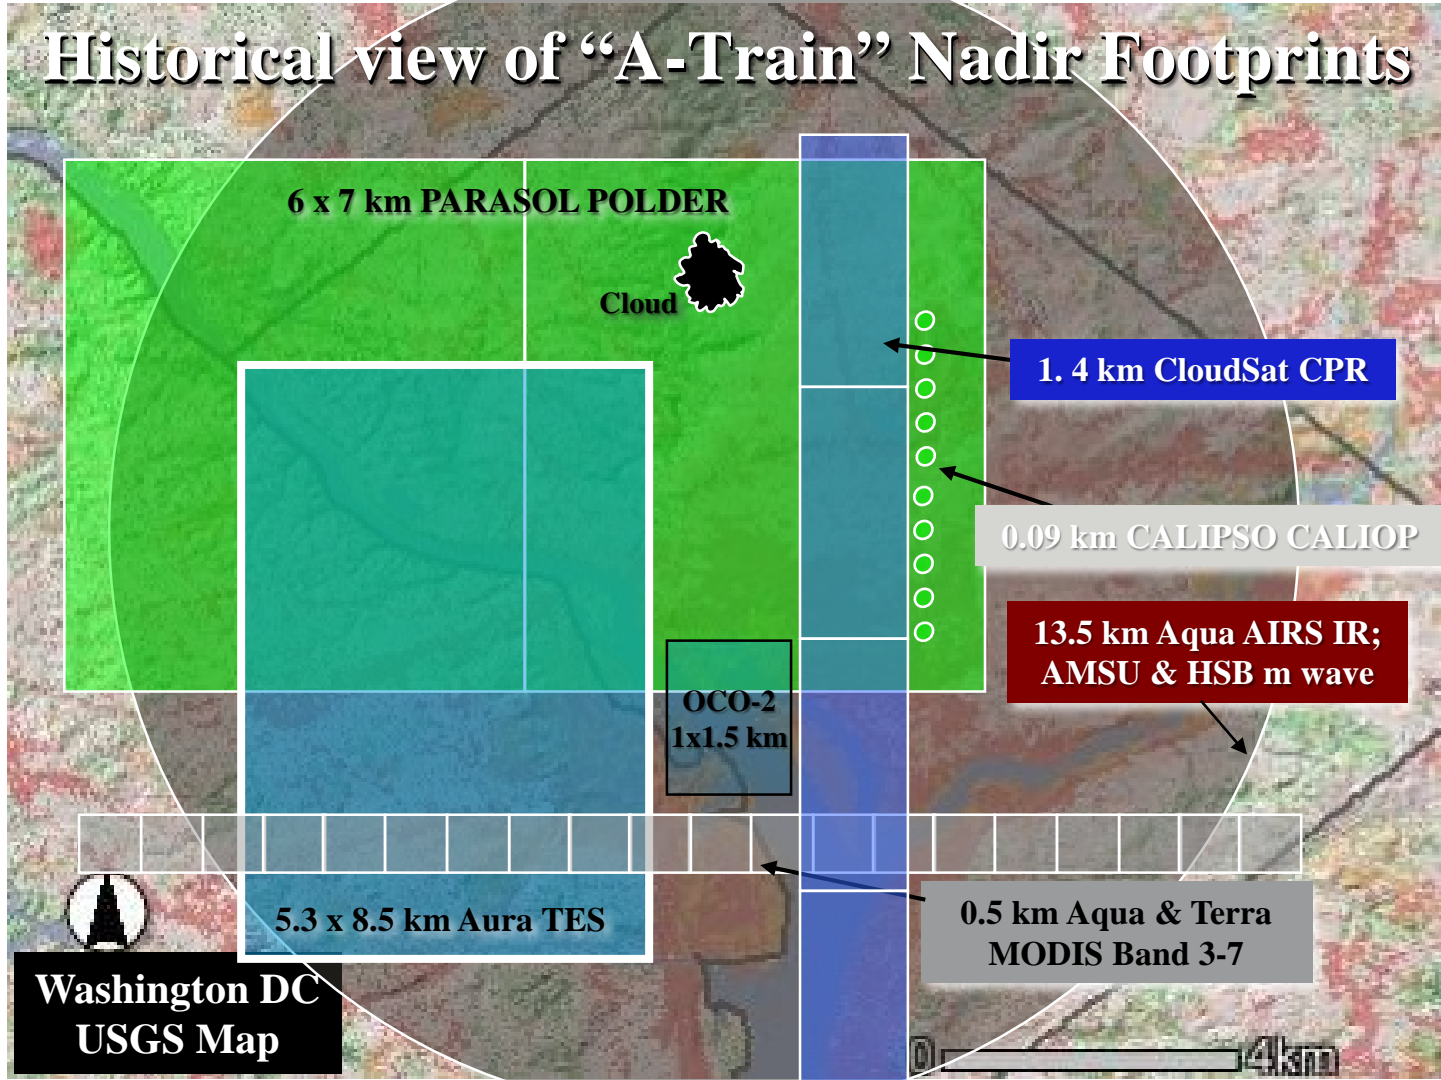 Historical view of “A-Train” Nadir Footprints
6 x 7 km PARASOL POLDER
Cloud
1. 4 km CloudSat CPR
0.09 km CALIPSO CALIOP
13.5 km Aqua AIRS IR;
AMSU & HSB m wave
OCO-2
1x1.5 km
5.3 x 8.5 km Aura TES
0.5 km Aqua & Terra
MODIS Band 3-7
Washington DC
USGS Map
0 4km